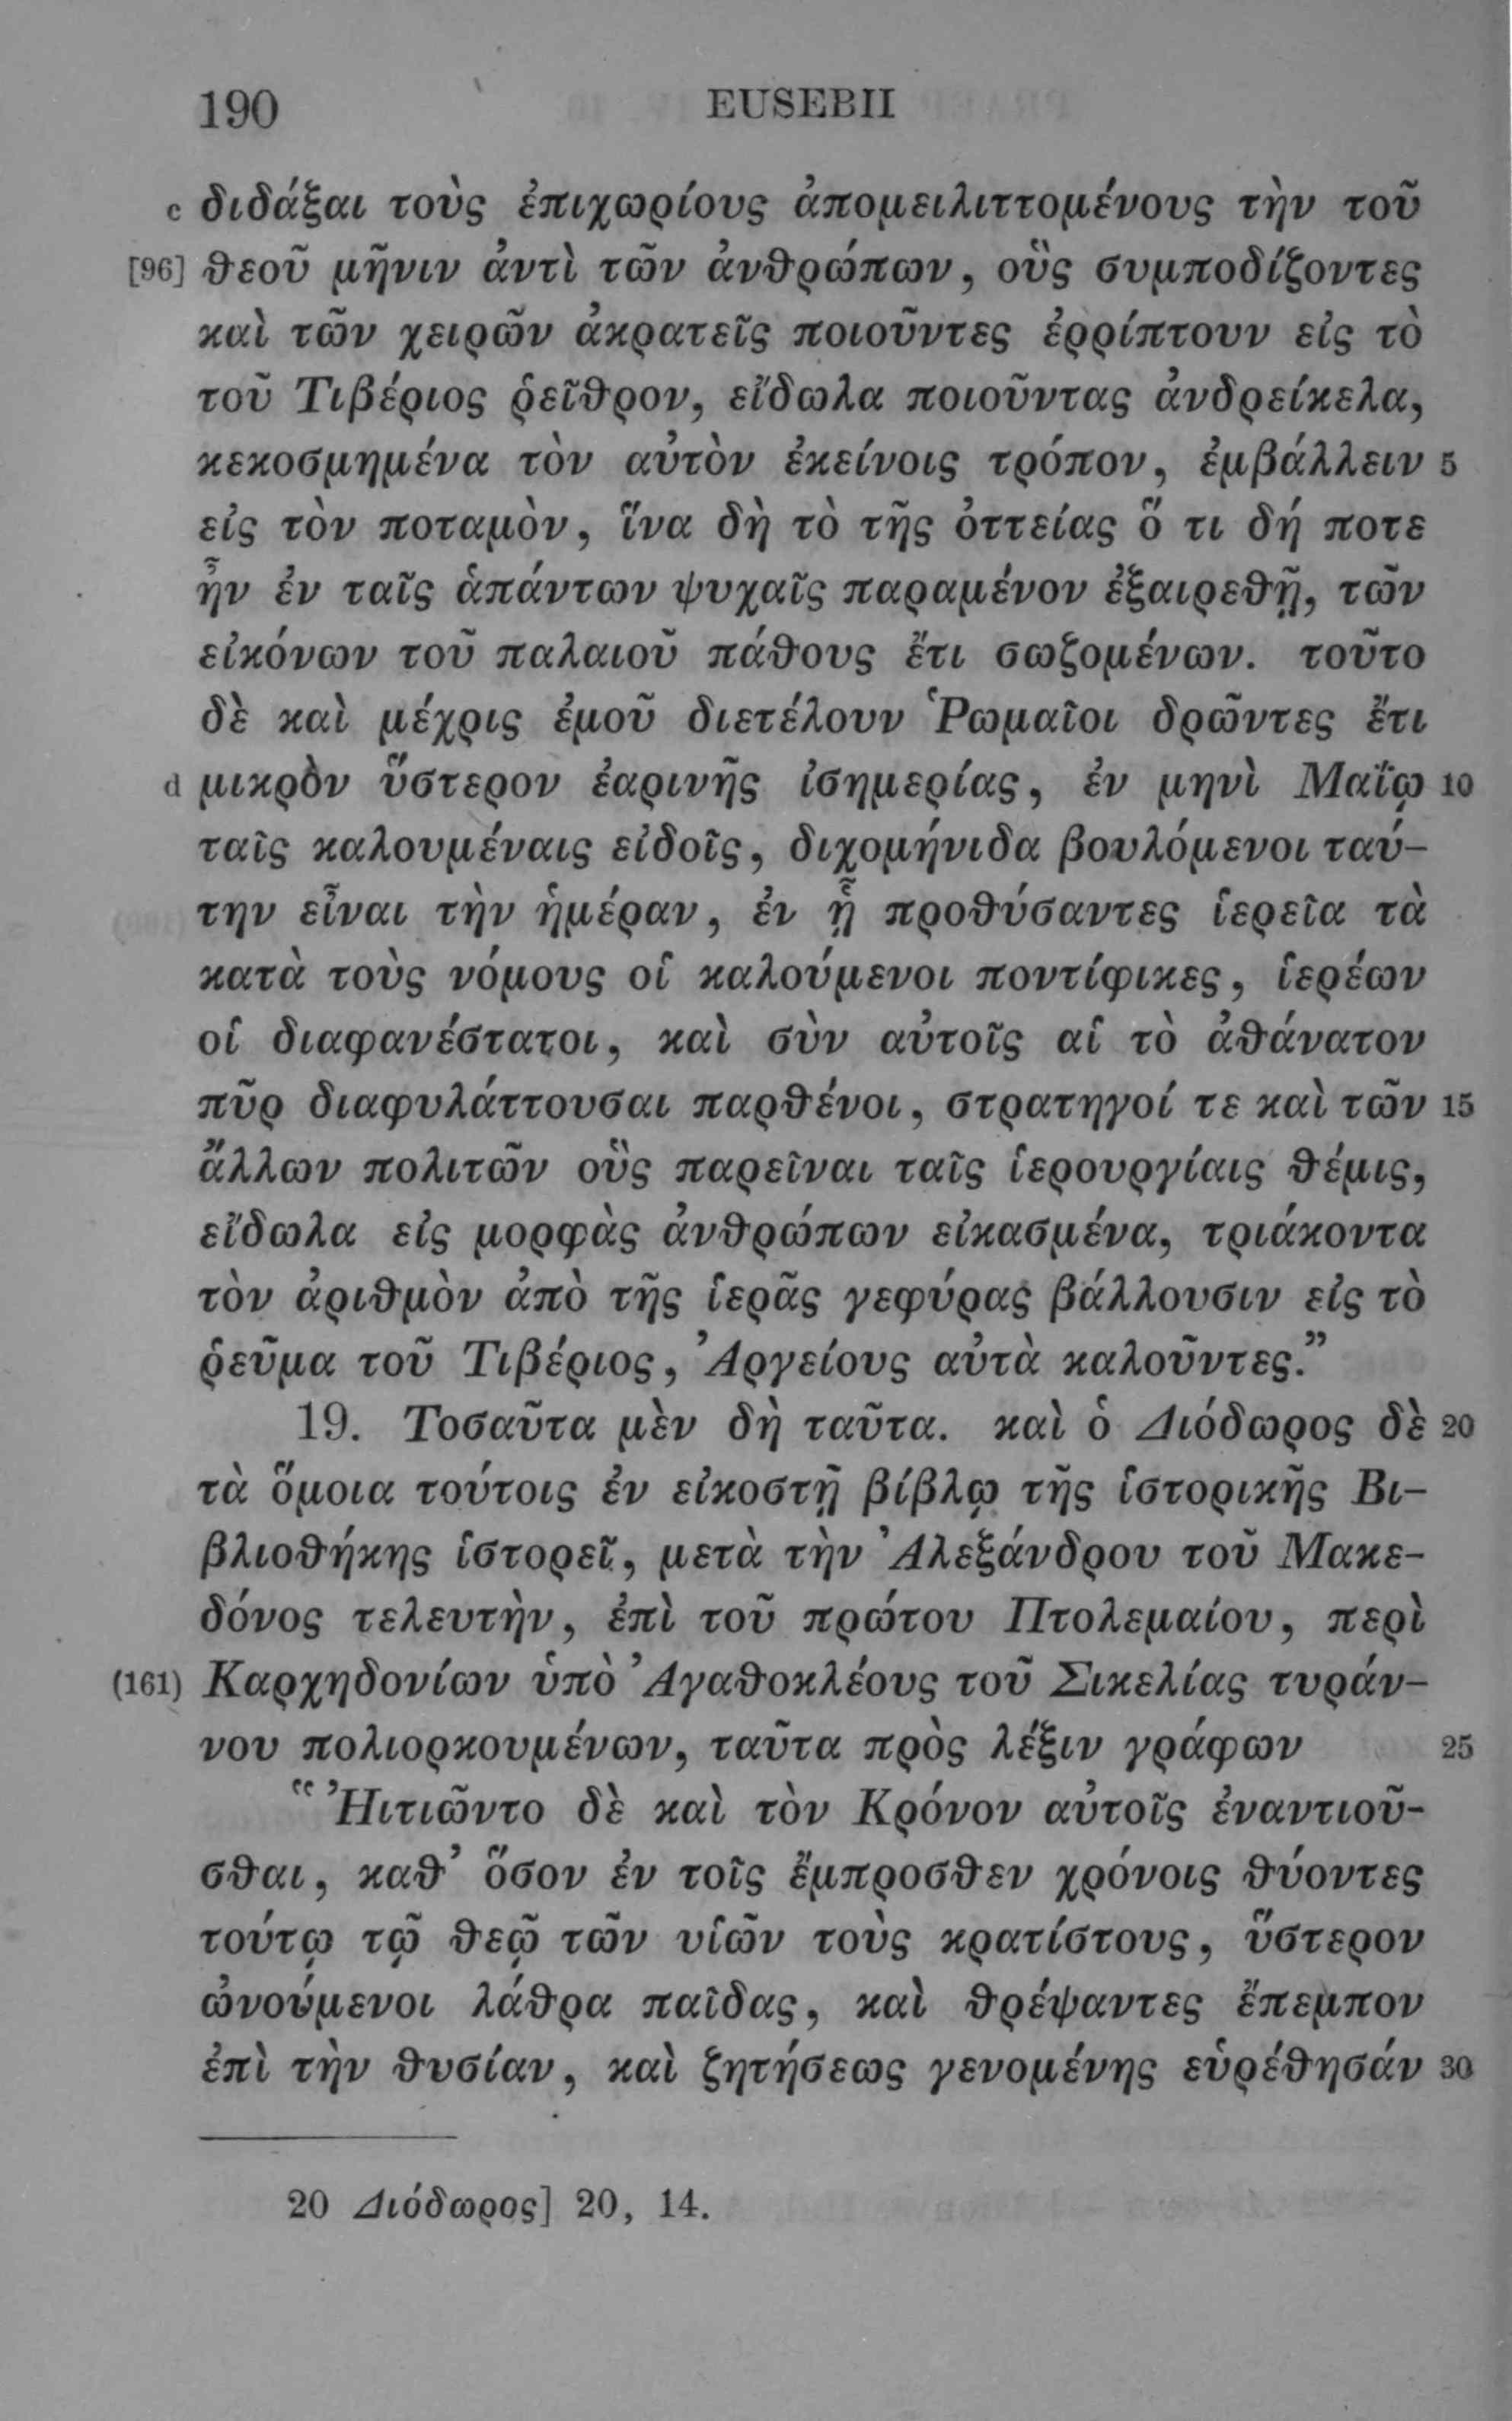 190 EUSEBII
c διδάξαι τοὺς ἐπιχωρίους ἀπομειλιττομένους τὴν τοῦ
[96] θεοῦ μῆνιν ἀντὶ τῶν ἀνθρώπων, οὓς συμποδίζοντες
καὶ τῶν χειρῶν ἀκρατεῖς ποιοῦντες ἐρρίπτουν εἰς τὸ
τοῦ Τιβέριος ῥεῖθρον, εἴδωλα ποιοῦντας ἀνδρείκελα,
κεκοσμημένα τὸν αὐτὸν ἐκείνοις τρόπον, ἐμβάλλειν 5
εἰς τὸν ποταμὸν, ἵνα δὴ τὸ τῆς ὀττείας ὅ τι δή ποτε
ἦν ἐν ταῖς ἁπάντων ψυχαῖς παραμένον ἐξαιρεθῇ, τῶν
εἰκόνων τοῦ παλαιοῦ πάθους ἔτι σωζομένων. τοῦτο
δὲ καὶ μέχρις ἐμοῦ διετέλουν Ῥωμαῖοι δρῶντες ἔτι
d μικρὸν ὕστερον ἐαρινῆς ἰσημερίας, ἐν μηνὶ Μαΐῳ 10
ταῖς καλουμέναις εἰδοῖς, διχομήνιδα βουλόμενοι ταύ-
την εἶναι τὴν ἡμέραν, ἐν ᾗ προθύσαντες ἱερεῖα τὰ
κατὰ τοὺς νόμους οἱ καλούμενοι ποντίφικες, ἱερέων
οἱ διαφανέστατοι, καὶ σὺν αὐτοῖς αἱ τὸ ἀθάνατον
πῦρ διαφυλάττουσαι παρθένοι, στρατηγοί τε καὶ τῶν 15
ἄλλων πολιτῶν οὓς παρεῖναι ταῖς ἱερουργίαις θέμις,
εἴδωλα εἰς μορφὰς ἀνθρώπων εἰκασμένα, τριάκοντα
τὸν ἀριθμὸν ἀπὸ τῆς ἱερᾶς γεφύρας βάλλουσιν εἰς τὸ
ῥεῦμα τοῦ Τιβέριος, Ἀργείους αὐτὰ καλοῦντες.”
19. Τοσαῦτα μὲν δὴ ταῦτα. καὶ ὁ Διόδωρος δὲ 20
τὰ ὅμοια τούτοις ἐν εἰκοστῇ βίβλῳ τῆς ἱστορικῆς Βι-
βλιοθήκης ἱστορεῖ, μετὰ τὴν Ἀλεξάνδρου τοῦ Μακε-
δόνος τελευτὴν, ἐπὶ τοῦ πρώτου Πτολεμαίου, περὶ
(161) Καρχηδονίων ὑπὸ Ἀγαθοκλέους τοῦ Σικελίας τυράν-
νου πολιορκουμένων, ταῦτα πρὸς λέξιν γράφων 25
“Ἠιτιῶντο δὲ καὶ τὸν Κρόνον αὐτοῖς ἐναντιοῦ-
σθαι, καθ’ ὅσον ἐν τοῖς ἔμπροσθεν χρόνοις θύοντες
τούτῳ τῷ θεῷ τῶν υἱῶν τοὺς κρατίστους, ὕστερον
ὠνούμενοι λάθρα παῖδας, καὶ θρέψαντες ἔπεμπον
ἐπὶ τὴν θυσίαν, καὶ ζητήσεως γενομένης εὑρέθησάν 30
20 Διόδωρος] 20, 14.